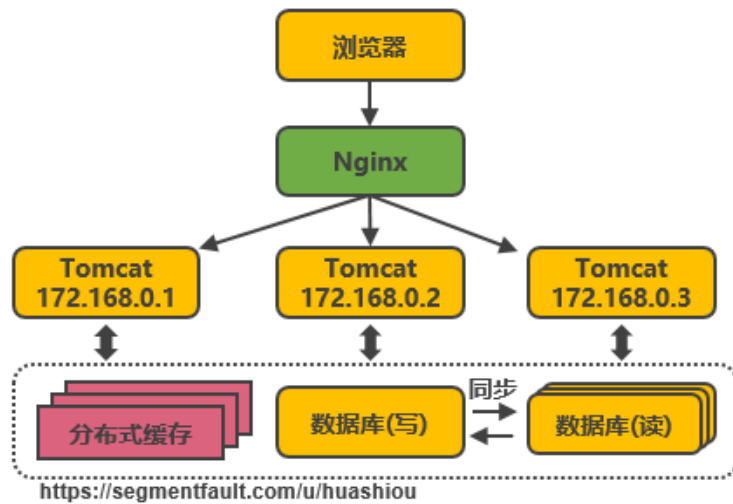 浏览器
Nginx
Tomcat
172.168.0.1
Tomcat
172.168.0.2
Tomcat
172.168.0.3
分布式缓存
数据库(写)
同步
数据库(读)
https://segmentfault.com/u/huashiou